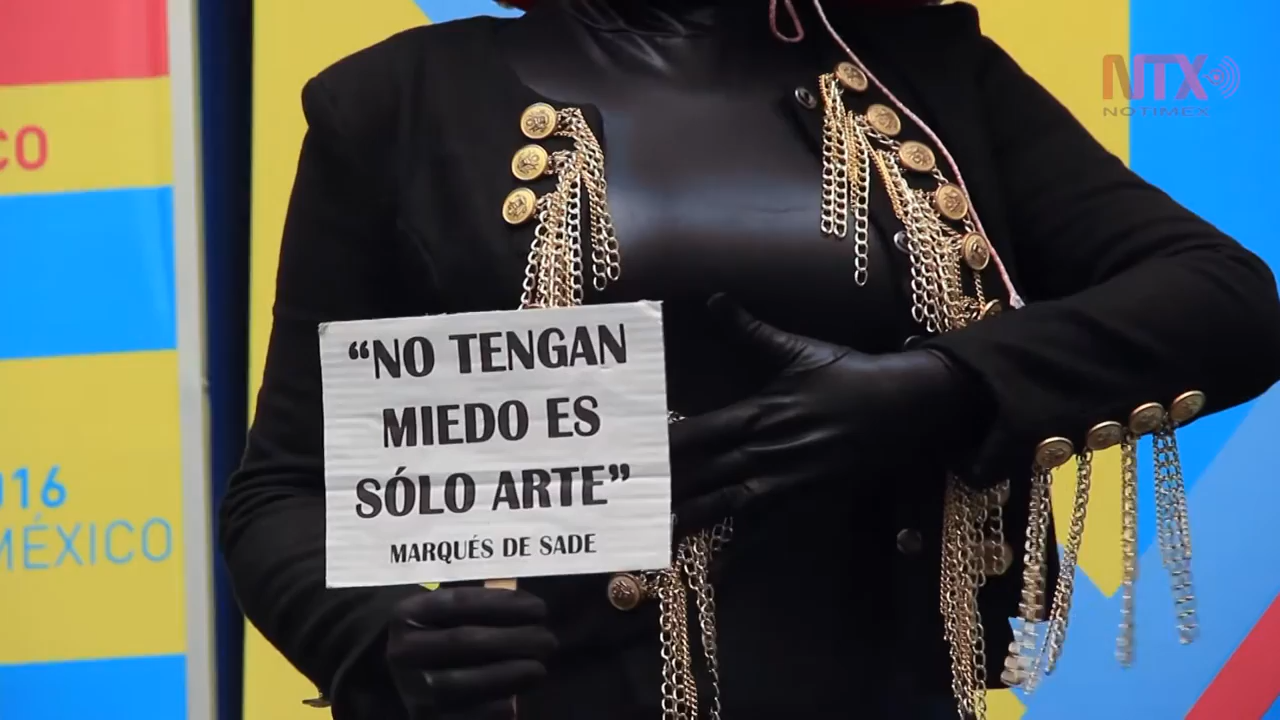 NTX
NOTIMEX
CO
“NO TENGAN
MIEDO ES
SÓLO ARTE”
MARQUÉS DE SADE
016
MÉXICO